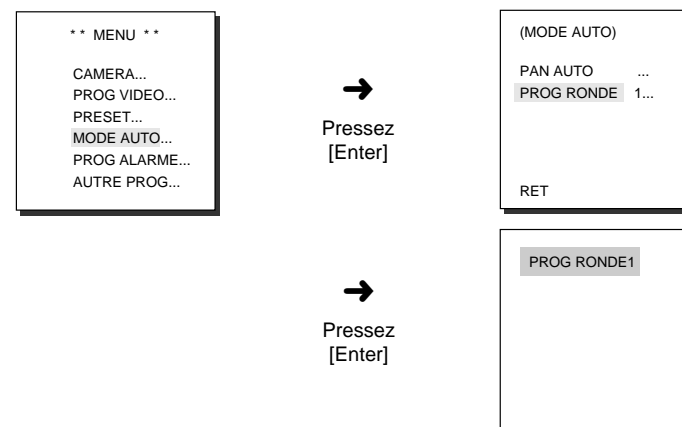 * * MENU * *
CAMERA...
PROG VIDEO...
PRESET...
MODE AUTO...
PROG ALARME...
AUTRE PROG...
Pressez
[Enter]
(MODE AUTO)
PAN AUTO ...
PROG RONDE 1...
RET
Pressez
[Enter]
PROG RONDE1